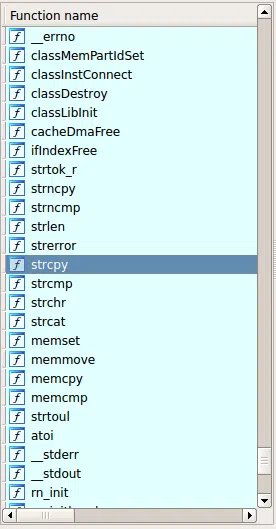 Function name
__errno
classMemPartIdSet
classInstConnect
classDestroy
classLibInit
cacheDmaFree
ifIndexFree
strtok_r
strncpy
strncmp
strlen
strerror
strcpy
strcmp
strchr
strcat
memset
memmove
memcpy
memcmp
strtoul
atoi
__stderr
__stdout
rn_init